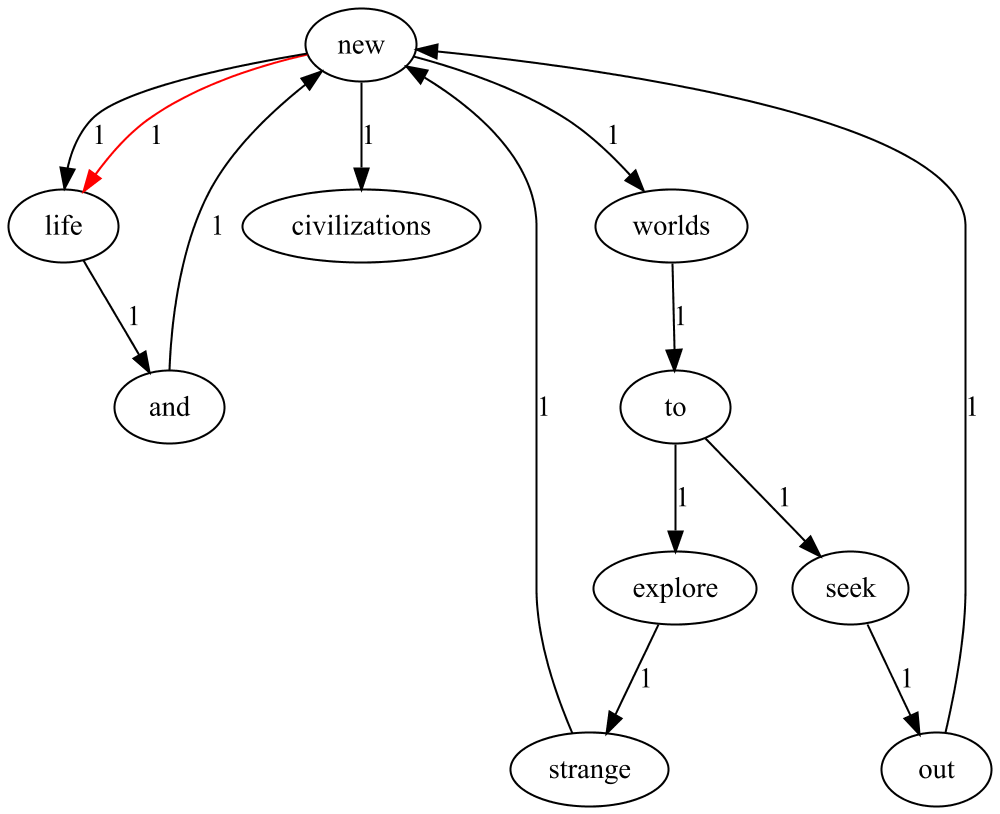 new
1 1 1 1
life civilizations worlds
1 1 1
and to
1 1 1 1
explore seek
1 1
strange out